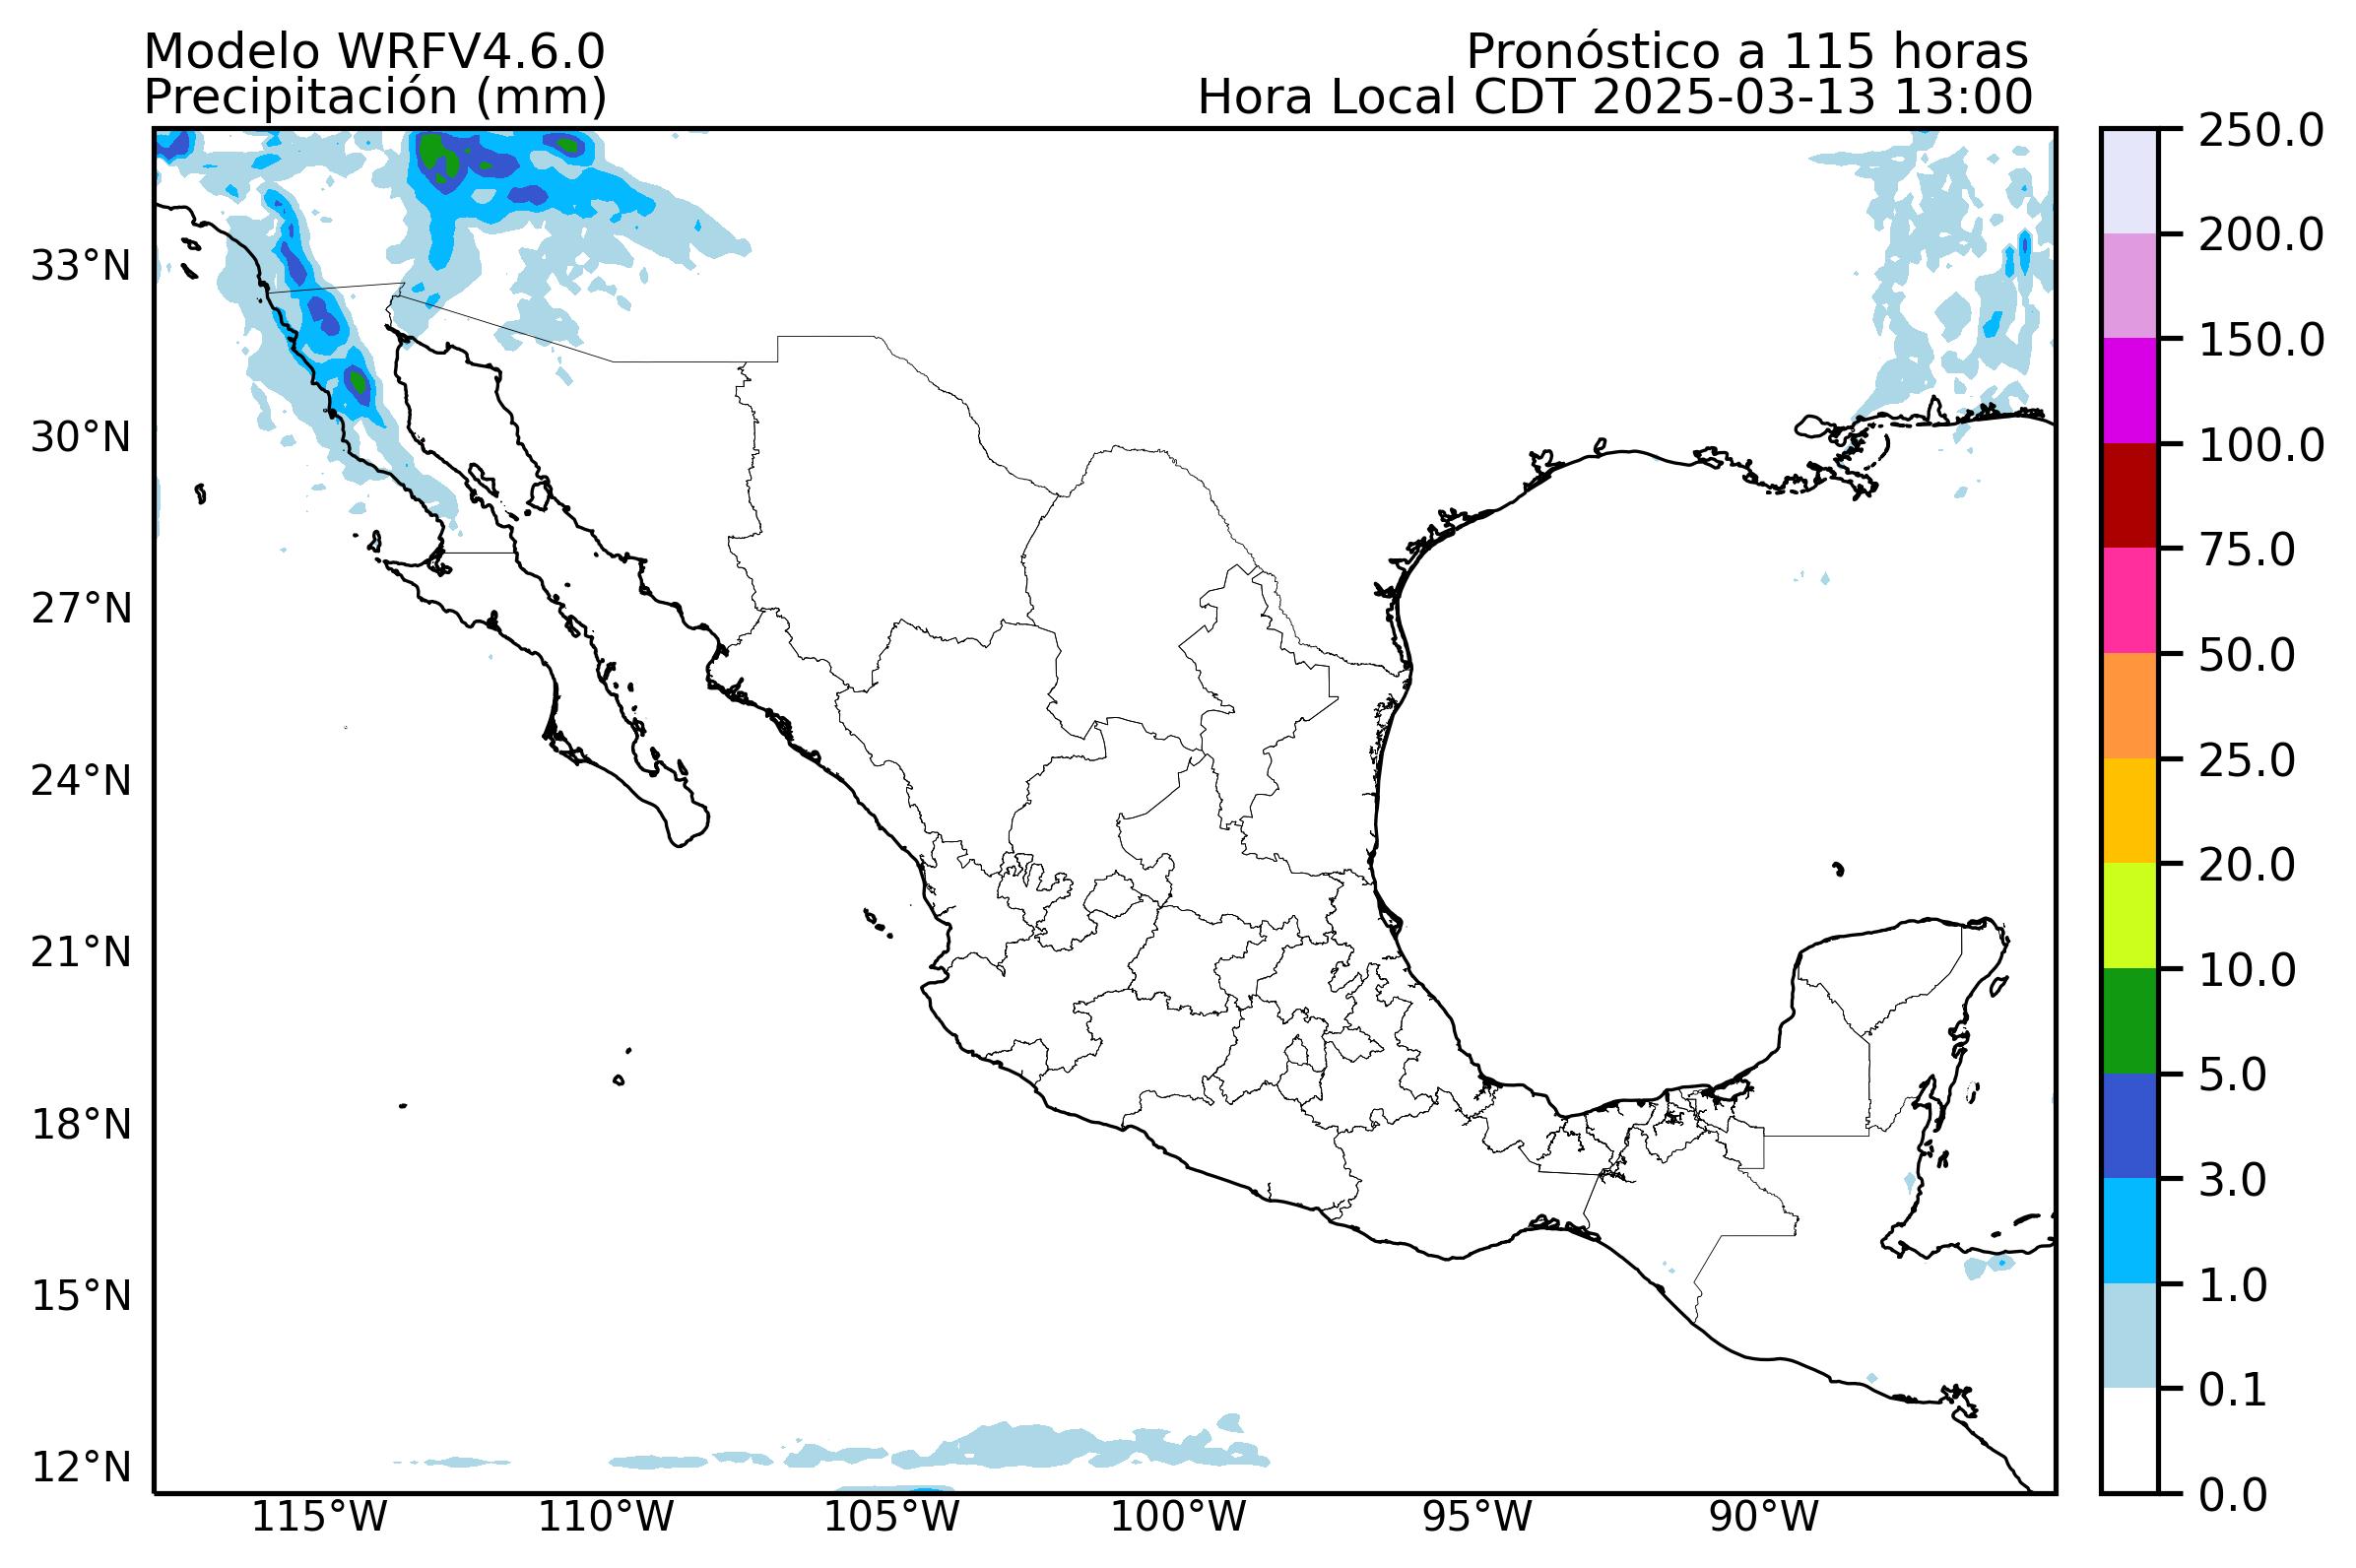 Modelo WRFV4.6.0
Pronóstico a 115 horas
Precipitación (mm)
Hora Local CDT 2025-03-13 13:00
33°N
30°N
27°N
24°N
21°N
18°N
15°N
12°N
115°W
110°W
105°W
100°W
95°W
90°W
250.0
200.0
150.0
100.0
75.0
50.0
25.0
20.0
10.0
5.0
3.0
1.0
0.1
0.0